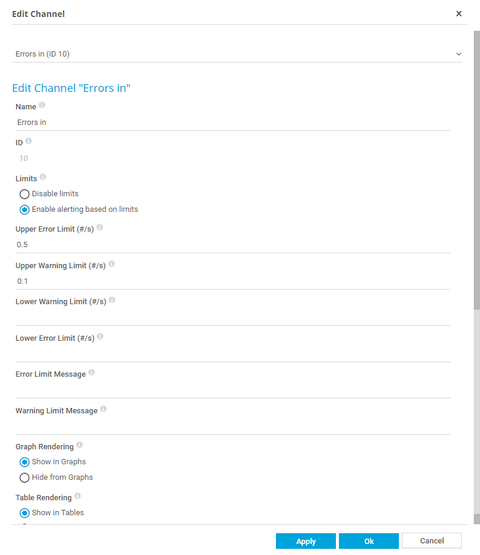 Edit Channel
Errors in (ID 10)
Edit Channel "Errors in"
Name
Errors in
ID
10
Limits
Disable limits
Enable alerting based on limits
Upper Error Limit (#/s)
0.5
Upper Warning Limit (#/s)
0.1
Lower Warning Limit (#/s)
Lower Error Limit (#/s)
Error Limit Message
Warning Limit Message
Graph Rendering
Show in Graphs
Hide from Graphs
Table Rendering
Show in Tables
Apply Ok Cancel